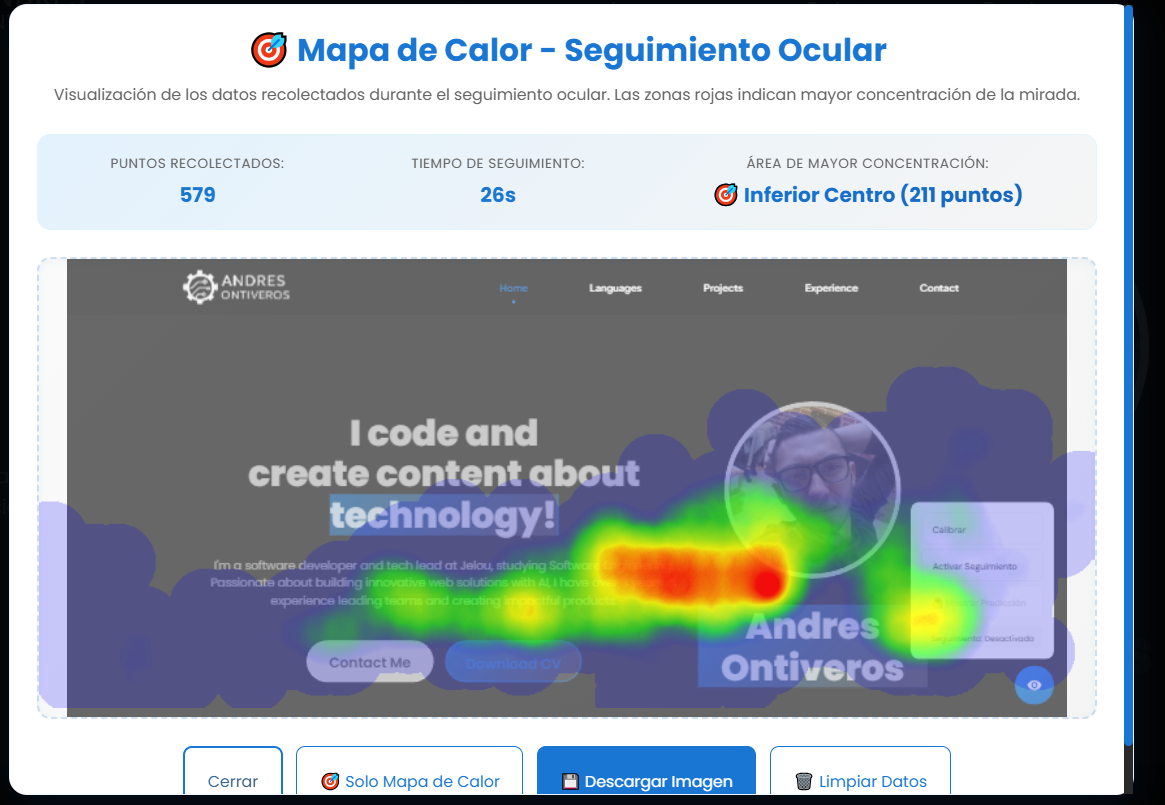 🎯 Mapa de Calor - Seguimiento Ocular
Visualización de los datos recolectados durante el seguimiento ocular. Las zonas rojas indican mayor concentración de la mirada.
PUNTOS RECOLECTADOS:
579
TIEMPO DE SEGUIMIENTO:
26s
ÁREA DE MAYOR CONCENTRACIÓN:
🎯 Inferior Centro (211 puntos)
ANDRES
ONTIVEROS
Home
Languages
Projects
Experience
Contact
I code and
create content about
technology!
I'm a software developer and tech lead at Jelou, studying Software
Passionate about building innovative web solutions with AI, I have over
experience leading teams and creating impactful products.
Contact Me
Download CV
Andres
Ontiveros
Calibrar
Activar Seguimiento
Predicción
Seguimiento: Desactivado
Cerrar
🎯 Solo Mapa de Calor
💾 Descargar Imagen
🗑️ Limpiar Datos